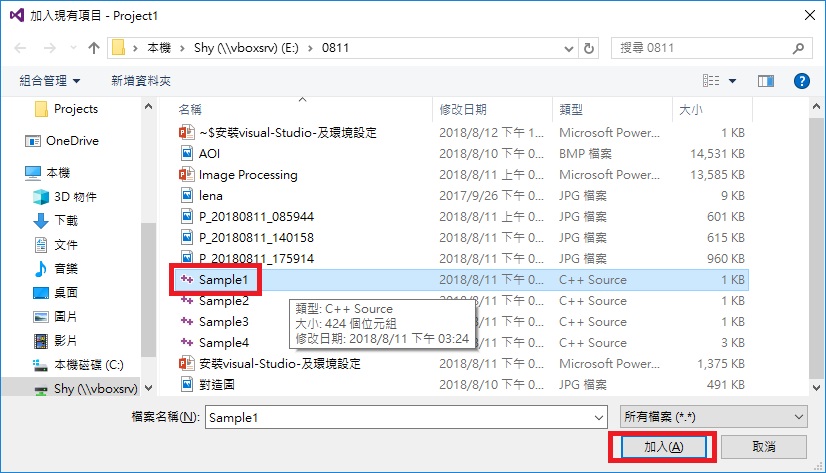 加入現有項目 - Project1
本機 Shy (\\vboxsrv) (E:) 0811
搜尋 0811
組合管理 新增資料夾
Projects
OneDrive
本機
3D 物件
下載
文件
音樂
桌面
圖片
影片
本機磁碟 (C:)
Shy (\\vboxsrv)
名稱 修改日期 類型 大小
~$安裝visual-Studio-及環境設定 2018/8/12 下午 1... Microsoft Power... 1 KB
AOI 2018/8/10 下午 0... BMP 檔案 14,531 KB
Image Processing 2018/8/11 下午 0... Microsoft Power... 13,585 KB
lena 2017/9/26 下午 0... JPG 檔案 9 KB
P_20180811_085944 2018/8/11 上午 0... JPG 檔案 601 KB
P_20180811_140158 2018/8/11 下午 0... JPG 檔案 615 KB
P_20180811_175914 2018/8/11 下午 0... JPG 檔案 960 KB
Sample1 2018/8/11 下午 0... C++ Source 1 KB
Sample2 C++ Source 1 KB
Sample3 C++ Source 1 KB
Sample4 C++ Source 3 KB
安裝visual-Studio-及環境設定 2018/8/11 下午 0... Microsoft Power... 1,375 KB
對造圖 2018/8/10 下午 0... JPG 檔案 491 KB
類型: C++ Source
大小: 424 個位元組
修改日期: 2018/8/11 下午 03:24
檔案名稱(N): Sample1 所有檔案 (*.*)
加入(A) 取消